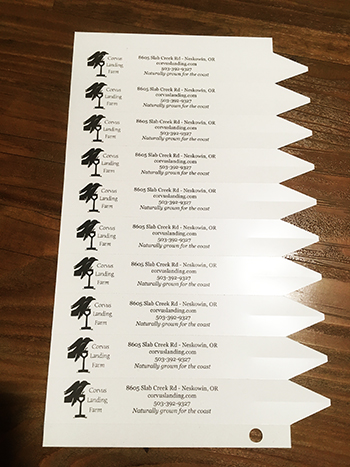 Corvus
Landing
Farm
8605 Slab Creek Rd - Neskowin, OR
corvuslanding.com
503-392-9327
Naturally grown for the coast
Corvus
Landing
Farm
8605 Slab Creek Rd - Neskowin, OR
corvuslanding.com
503-392-9327
Naturally grown for the coast
Corvus
Landing
Farm
8605 Slab Creek Rd - Neskowin, OR
corvuslanding.com
503-392-9327
Naturally grown for the coast
Corvus
Landing
Farm
8605 Slab Creek Rd - Neskowin, OR
corvuslanding.com
503-392-9327
Naturally grown for the coast
Corvus
Landing
Farm
8605 Slab Creek Rd - Neskowin, OR
corvuslanding.com
503-392-9327
Naturally grown for the coast
Corvus
Landing
Farm
8605 Slab Creek Rd - Neskowin, OR
corvuslanding.com
503-392-9327
Naturally grown for the coast
Corvus
Landing
Farm
8605 Slab Creek Rd - Neskowin, OR
corvuslanding.com
503-392-9327
Naturally grown for the coast
Corvus
Landing
Farm
8605 Slab Creek Rd - Neskowin, OR
corvuslanding.com
503-392-9327
Naturally grown for the coast
Corvus
Landing
Farm
8605 Slab Creek Rd - Neskowin, OR
corvuslanding.com
503-392-9327
Naturally grown for the coast
Corvus
Landing
Farm
8605 Slab Creek Rd - Neskowin, OR
corvuslanding.com
503-392-9327
Naturally grown for the coast